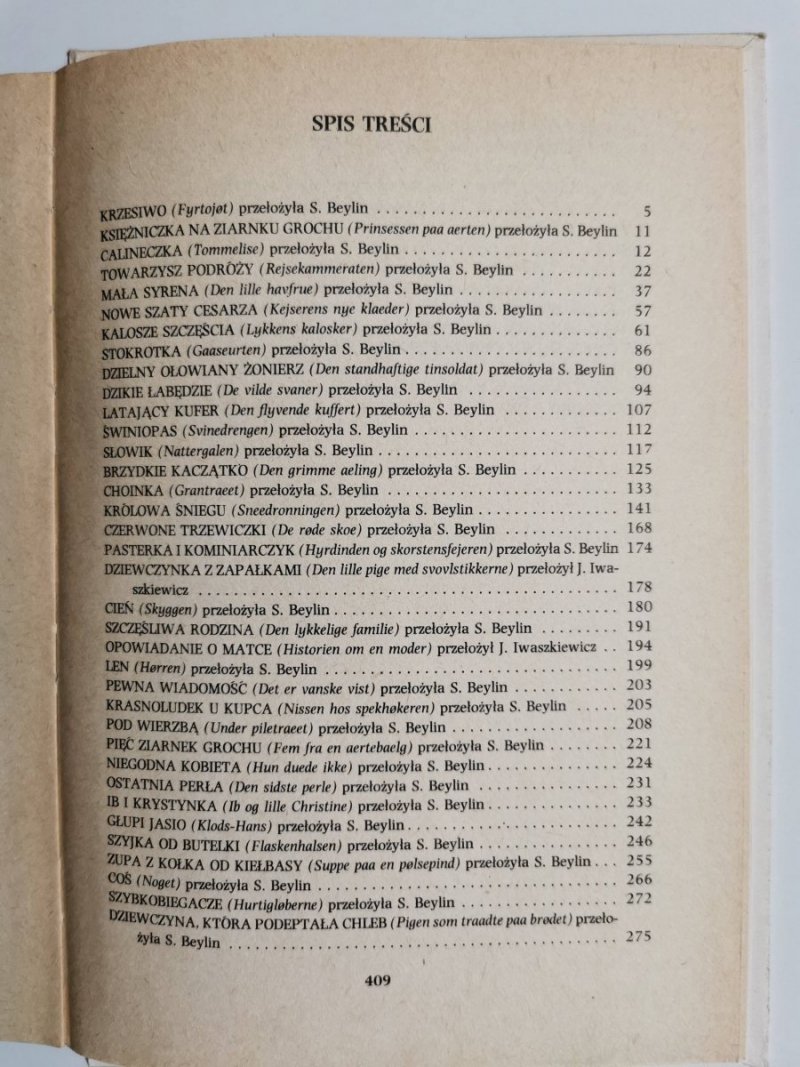 SPIS TREŚCI
KRZESIWO (Fyrtojøt) przełożyła S. Beylin . . . . . . . . . . . . . . . . . . . . . . . . . . . 5
KSIĘŻNICZKA NA ZIARNKU GROCHU (Prinsessen paa aerten) przełożyła S. Beylin 11
CALINECZKA (Tommelise) przełożyła S. Beylin . . . . . . . . . . . . . . . . . . . . . . . . 12
TOWARZYSZ PODRÓŻY (Rejsekammeraten) przełożyła S. Beylin . . . . . . . . . . . 22
MAŁA SYRENA (Den lille havfrue) przełożyła S. Beylin . . . . . . . . . . . . . . . . . . 37
NOWE SZATY CESARZA (Kejserens nye klaeder) przełożyła S. Beylin . . . . . . . . 57
KALOSZE SZCZĘŚCIA (Lykkens kalosker) przełożyła S. Beylin . . . . . . . . . . . . . . 61
STOKROTKA (Gaaseurten) przełożyła S. Beylin . . . . . . . . . . . . . . . . . . . . . . . . 86
DZIELNY OŁOWIANY ŻONIERZ (Den standhaftige tinsoldat) przełożyła S. Beylin 90
DZIKIE ŁABĘDZIE (De vilde svaner) przełożyła S. Beylin . . . . . . . . . . . . . . . . . 94
LATAJĄCY KUFER (Den flyvende kuffert) przełożyła S. Beylin . . . . . . . . . . . . . 107
ŚWINIOPAS (Svinedrengen) przełożyła S. Beylin . . . . . . . . . . . . . . . . . . . . . . . 112
SŁOWIK (Nattergalen) przełożyła S. Beylin . . . . . . . . . . . . . . . . . . . . . . . . . . . 117
BRZYDKIE KACZĄTKO (Den grimme aeling) przełożyła S. Beylin . . . . . . . . . . . 125
CHOINKA (Grantraeet) przełożyła S. Beylin . . . . . . . . . . . . . . . . . . . . . . . . . . 133
KRÓLOWA ŚNIEGU (Sneedronningen) przełożyła S. Beylin . . . . . . . . . . . . . . . . 141
CZERWONE TRZEWICZKI (De røde skoe) przełożyła S. Beylin . . . . . . . . . . . . . 168
PASTERKA I KOMINIARCZYK (Hyrdinden og skorstensfejeren) przełożyła S. Beylin 174
DZIEWCZYNKA Z ZAPAŁKAMI (Den lille pige med svovlstikkerne) przełożył J. Iwa-
szkiewicz . . . . . . . . . . . . . . . . . . . . . . . . . . . . . . . . . . . . . . . . . . . . . . . 178
CIEŃ (Skyggen) przełożyła S. Beylin . . . . . . . . . . . . . . . . . . . . . . . . . . . . . . . . 180
SZCZĘŚLIWA RODZINA (Den lykkelige familie) przełożyła S. Beylin . . . . . . . . . 191
OPOWIADANIE O MATCE (Historien om en moder) przełożył J. Iwaszkiewicz . . 194
LEN (Hørren) przełożyła S. Beylin . . . . . . . . . . . . . . . . . . . . . . . . . . . . . . . . . 199
PEWNA WIADOMOŚĆ (Det er vanske vist) przełożyła S. Beylin . . . . . . . . . . . . 203
KRASNOLUDEK U KUPCA (Nissen hos spekhøkeren) przełożyła S. Beylin . . . . . 205
POD WIERZBĄ (Under piletraeet) przełożyła S. Beylin . . . . . . . . . . . . . . . . . . . 208
PIĘĆ ZIARNEK GROCHU (Fem fra en aertebaelg) przełożyła S. Beylin . . . . . . . . 221
NIEGODNA KOBIETA (Hun duede ikke) przełożyła S. Beylin . . . . . . . . . . . . . . . 224
OSTATNIA PERŁA (Den sidste perle) przełożyła S. Beylin . . . . . . . . . . . . . . . . 231
IB I KRYSTYNKA (Ib og lille Christine) przełożyła S. Beylin . . . . . . . . . . . . . . . 233
GŁUPI JASIO (Klods-Hans) przełożyła S. Beylin . . . . . . . . . . . . . . . . . . . . . . . . 242
SZYJKA OD BUTELKI (Flaskenhalsen) przełożyła S. Beylin . . . . . . . . . . . . . . . . 246
ZUPA Z KOŁKA OD KIEŁBASY (Suppe paa en pølsepind) przełożyła S. Beylin . . . 255
COŚ (Noget) przełożyła S. Beylin . . . . . . . . . . . . . . . . . . . . . . . . . . . . . . . . . . 266
SZYBKOBIEGACZE (Hurtigløberne) przełożyła S. Beylin . . . . . . . . . . . . . . . . . . 272
DZIEWCZYNA, KTÓRA PODEPTAŁA CHLEB (Pigen som traadte paa brødet) przeło-
żyła S. Beylin . . . . . . . . . . . . . . . . . . . . . . . . . . . . . . . . . . . . . . . . . . . . 275
409